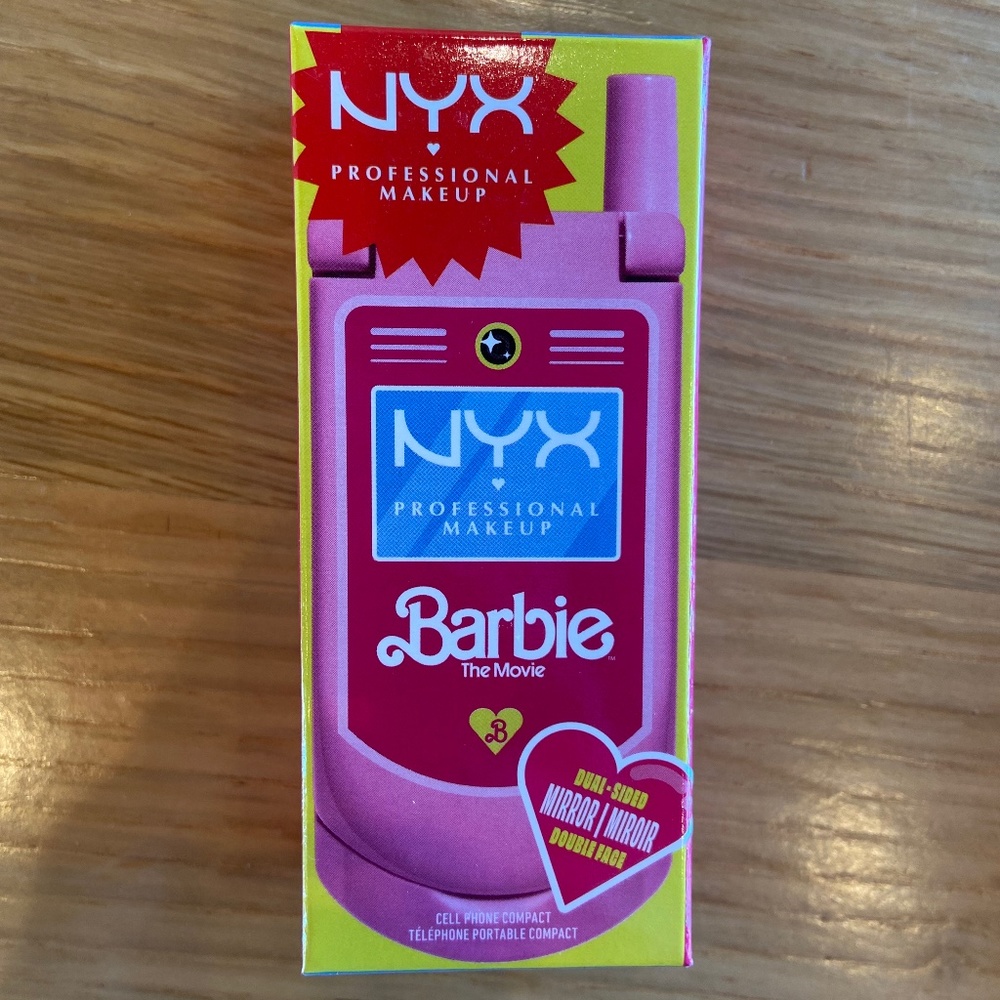 NYX
PROFESSIONAL
MAKEUP
NYX
PROFESSIONAL
MAKEUP
Barbie™
The Movie
B
DUAL-SIDED
MIRROR | MIROIR
DOUBLE FACE
CELL PHONE COMPACT
TÉLÉPHONE PORTABLE COMPACT